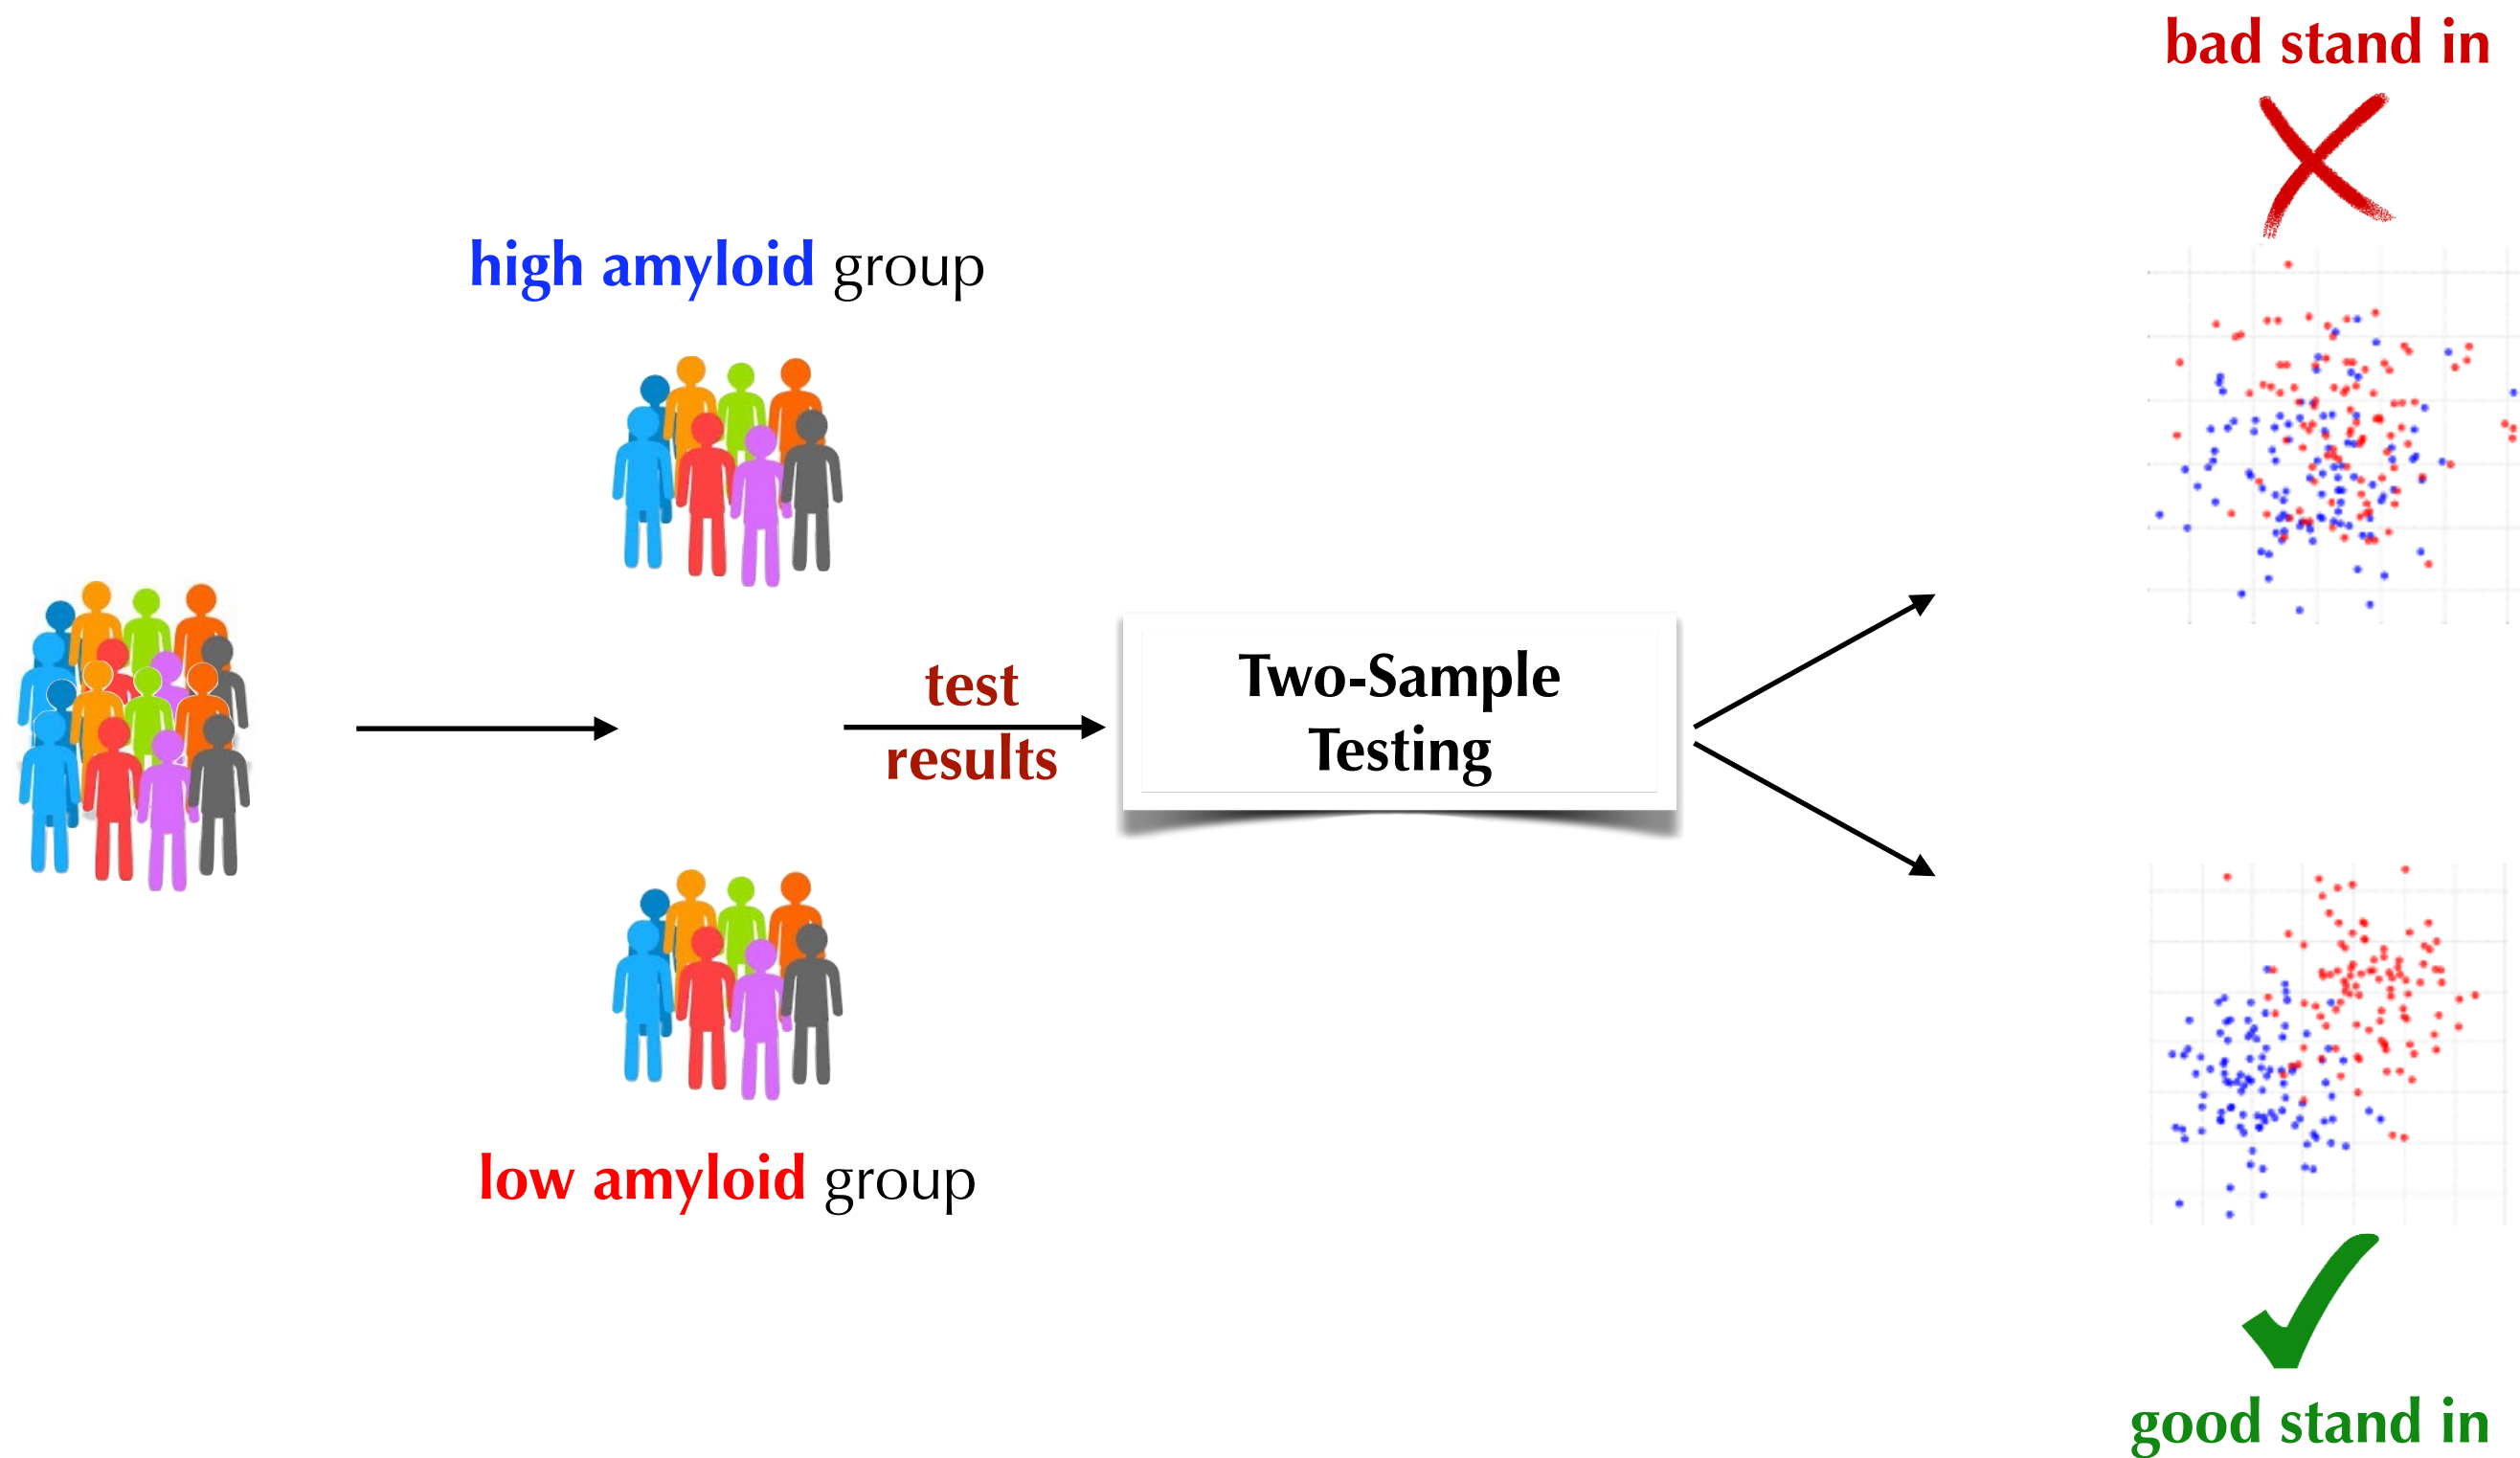 bad stand in
high amyloid group
test
results
Two-Sample
Testing
low amyloid group
good stand in